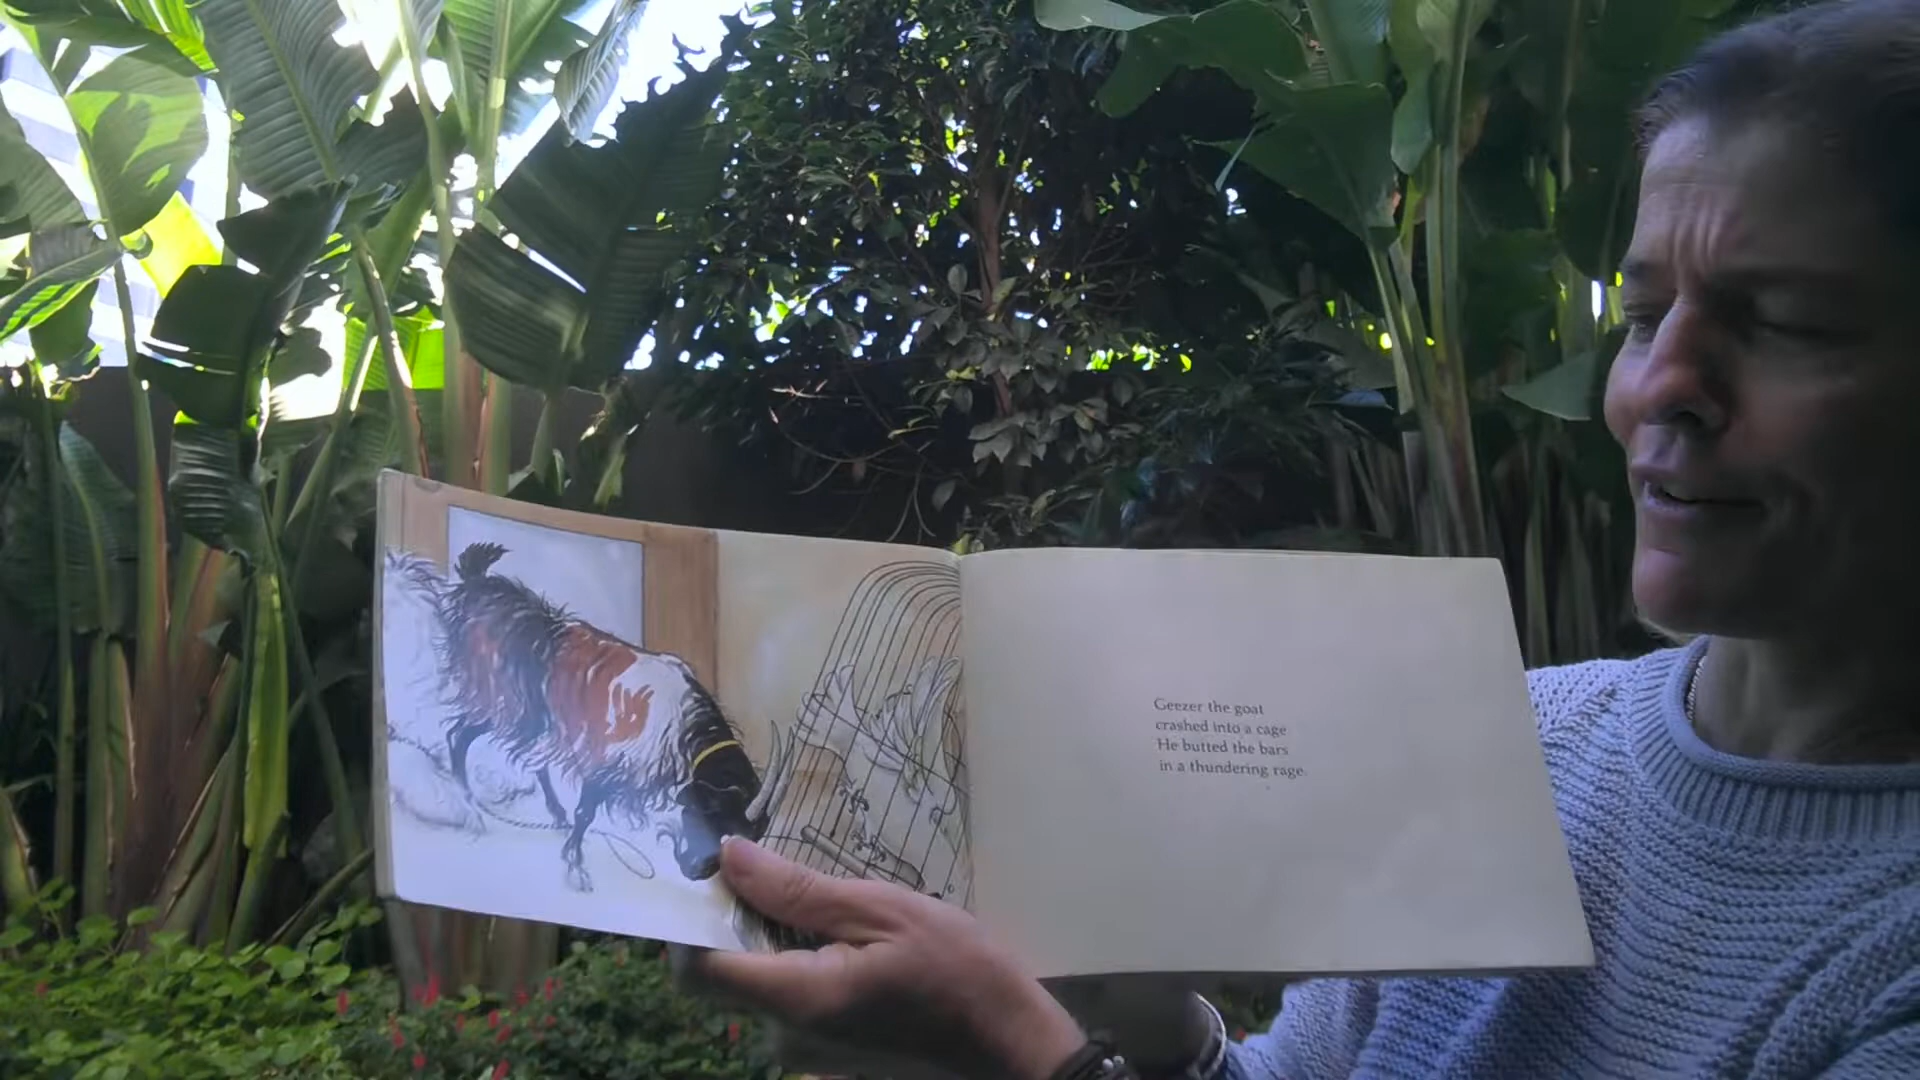 Geezer the goat
crashed into a cage
He butted the bars
in a thundering rage.